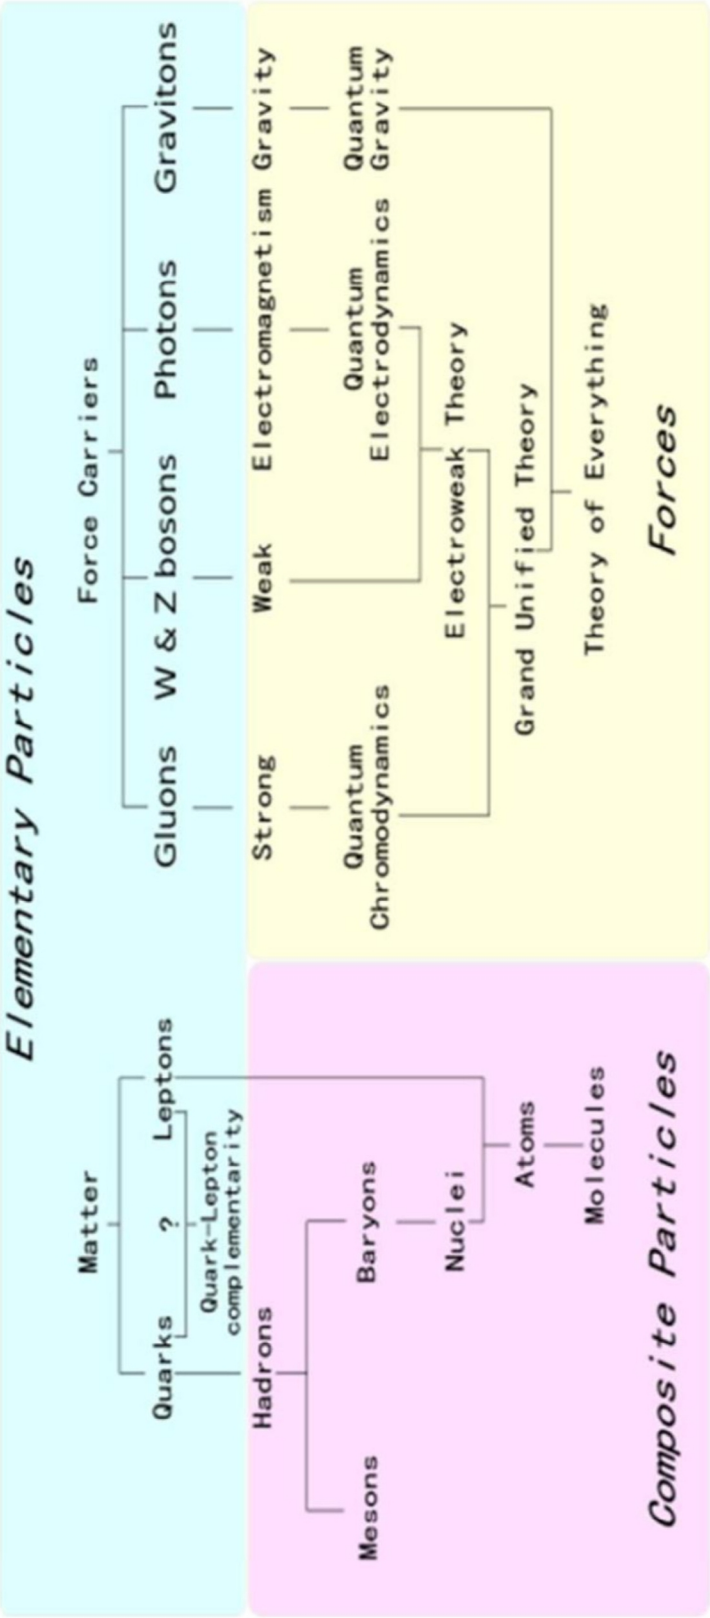 Elementary Particles
Matter
Force Carriers
Quarks ? Leptons
Gluons W & Z bosons Photons Gravitons
Quark-Lepton
complementarity
Hadrons
Strong Weak Electromagnetism Gravity
Mesons Baryons
Quantum
Chromodynamics
Quantum
Electrodynamics
Quantum
Gravity
Nuclei
Electroweak Theory
Atoms
Grand Unified Theory
Molecules
Theory of Everything
Composite Particles
Forces